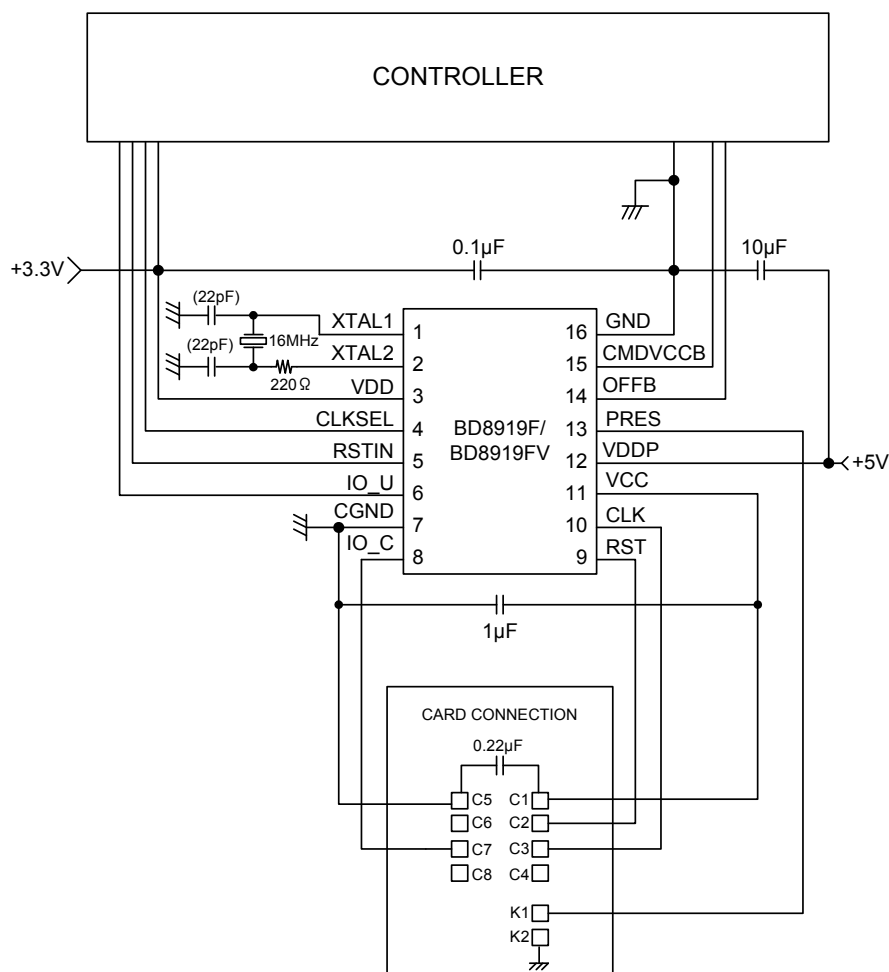 CONTROLLER
0.1μF
10μF
+3.3V
(22pF)
XTAL1
1
16
GND
(22pF)
16MHz
XTAL2
2
15
CMDVCCB
220Ω
VDD
3
14
OFFB
CLKSEL
4
BD8919F/
BD8919FV
13
PRES
RSTIN
5
12
VDDP
+5V
IO_U
6
11
VCC
CGND
7
10
CLK
IO_C
8
9
RST
1μF
CARD CONNECTION
0.22μF
C5 C1
C6 C2
C7 C3
C8 C4
K1
K2